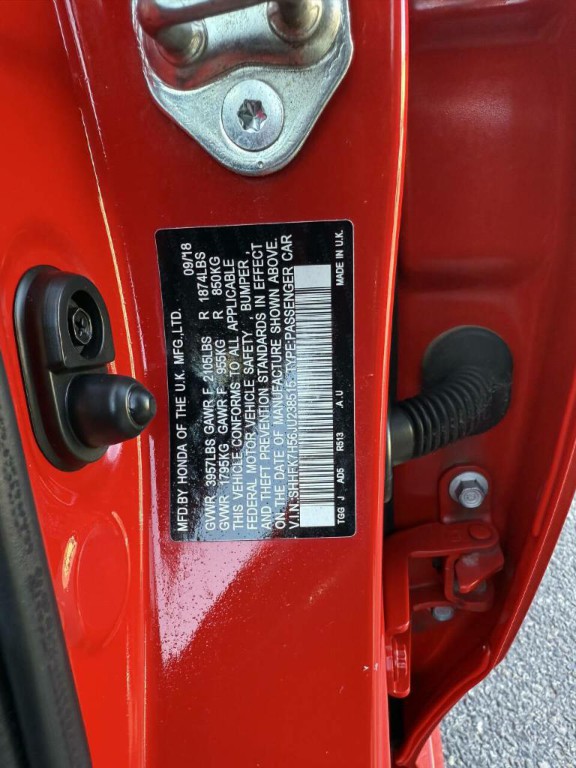 MFD.BY HONDA OF THE U.K. MFG.,LTD. 09/18
GVWR 3957LBS GAWR F 2105LBS R 1874LBS
GVWR 1795KG GAWR F 955KG R 850KG
THIS VEHICLE CONFORMS TO ALL APPLICABLE
FEDERAL MOTOR VEHICLE SAFETY , BUMPER ,
AND THEFT PREVENTION STANDARDS IN EFFECT
ON THE DATE OF MANUFACTURE SHOWN ABOVE.
V.I.N.:SHHFK7H56JU238515 TYPE:PASSENGER CAR
TGG J AD5 R513 A.U MADE IN U.K.